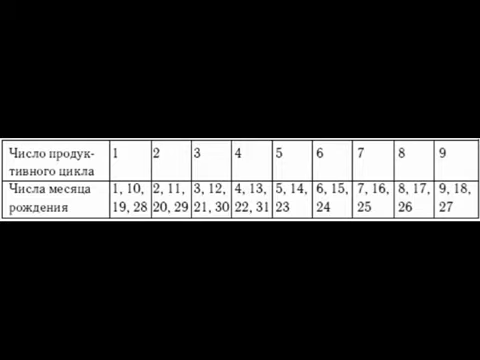 Число продук- 1 2 3 4 5 6 7 8 9
тивного цикла
Числа месяца 1, 10, 2, 11, 3, 12, 4, 13, 5, 14, 6, 15, 7, 16, 8, 17, 9, 18,
рождения 19, 28 20, 29 21, 30 22, 31 23 24 25 26 27